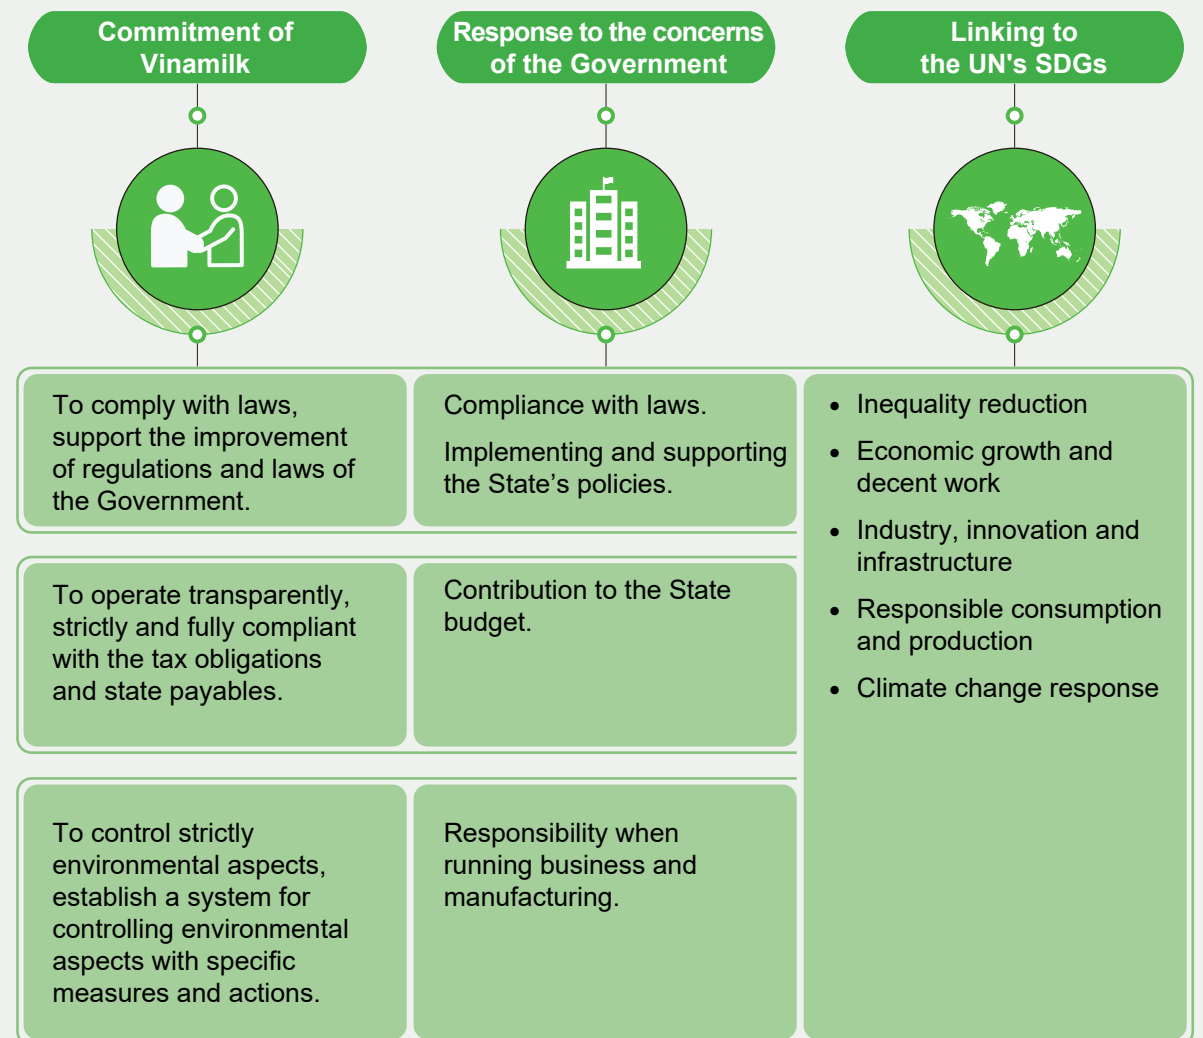 Commitment of
Vinamilk
Response to the concerns
of the Government
Linking to
the UN's SDGs
To comply with laws,
support the improvement
of regulations and laws of
the Government.
Compliance with laws.
Implementing and supporting
the State’s policies.
To operate transparently,
strictly and fully compliant
with the tax obligations
and state payables.
Contribution to the State
budget.
To control strictly
environmental aspects,
establish a system for
controlling environmental
aspects with specific
measures and actions.
Responsibility when
running business and
manufacturing.
• Inequality reduction
• Economic growth and
decent work
• Industry, innovation and
infrastructure
• Responsible consumption
and production
• Climate change response